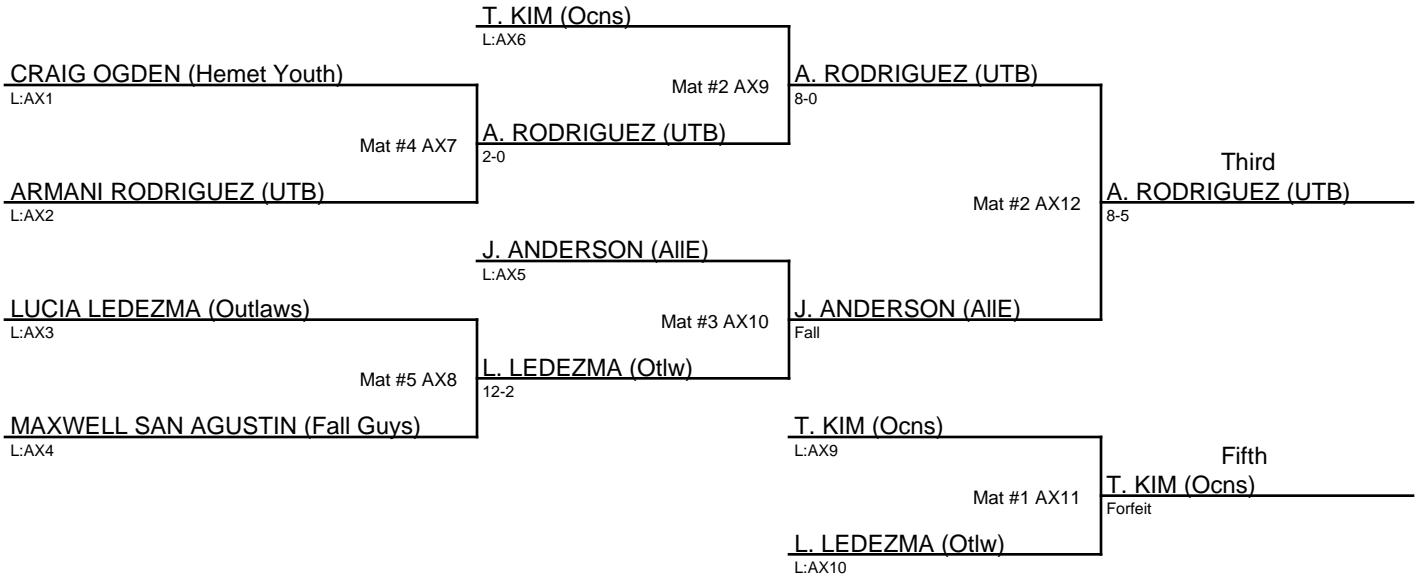 T. KIM (Ocns)
L:AX6
CRAIG OGDEN (Hemet Youth)
L:AX1
Mat #2 AX9
A. RODRIGUEZ (UTB)
8-0
Mat #4 AX7
A. RODRIGUEZ (UTB)
2-0
Third
ARMANI RODRIGUEZ (UTB)
L:AX2
Mat #2 AX12
A. RODRIGUEZ (UTB)
8-5
J. ANDERSON (AllE)
L:AX5
LUCIA LEDEZMA (Outlaws)
L:AX3
Mat #3 AX10
J. ANDERSON (AllE)
Fall
Mat #5 AX8
L. LEDEZMA (Otlw)
12-2
MAXWELL SAN AGUSTIN (Fall Guys)
L:AX4
T. KIM (Ocns)
L:AX9
Fifth
Mat #1 AX11
T. KIM (Ocns)
Forfeit
L. LEDEZMA (Otlw)
L:AX10